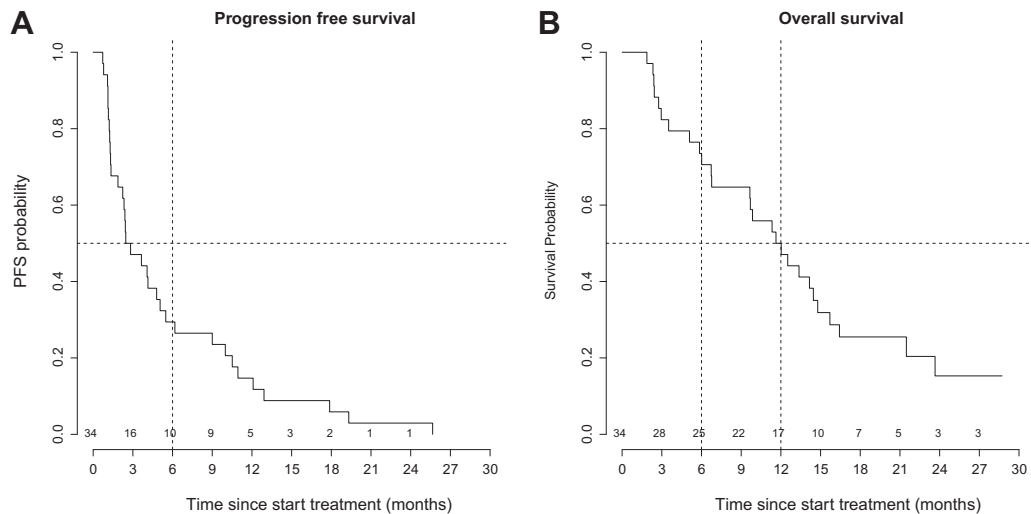 A
Progression free survival
PFS probability
1.0
0.8
0.6
0.4
0.2
0.0
34 16 10 9 5 3 2 1 1
0 3 6 9 12 15 18 21 24 27 30
Time since start treatment (months)
B
Overall survival
Survival Probability
1.0
0.8
0.6
0.4
0.2
0.0
34 28 25 22 17 10 7 5 3 3
0 3 6 9 12 15 18 21 24 27 30
Time since start treatment (months)